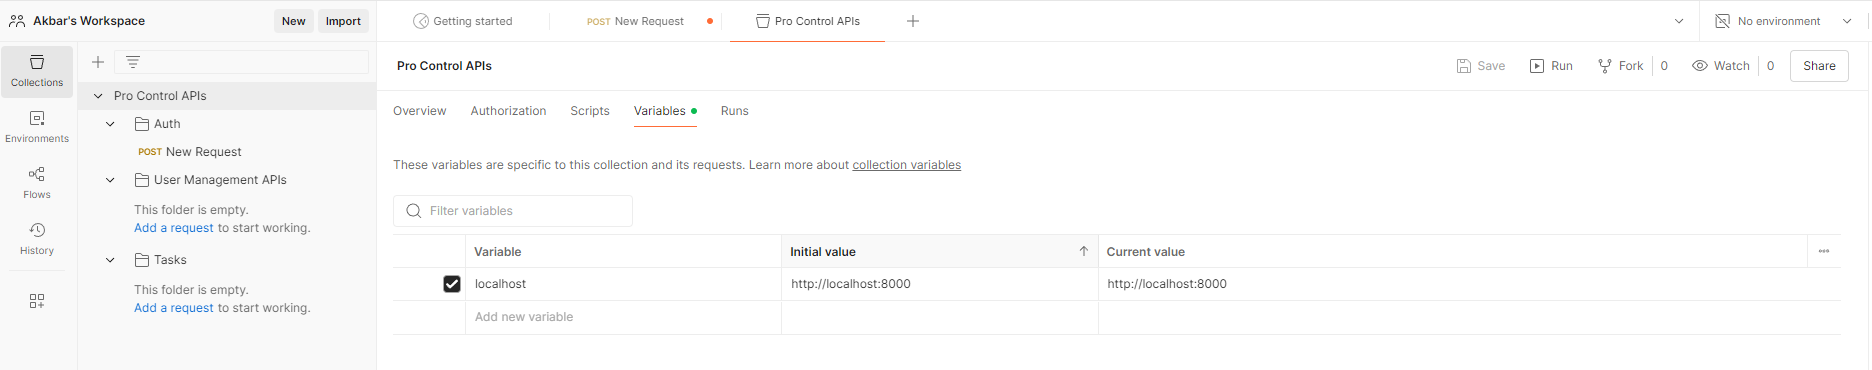 Akbar's Workspace
New
Import
Getting started
POST New Request
Pro Control APIs
No environment
Collections
Environments
Flows
History
Pro Control APIs
Auth
POST New Request
User Management APIs
This folder is empty.
Add a request to start working.
Tasks
This folder is empty.
Add a request to start working.
Pro Control APIs
Save
Run
Fork 0
Watch 0
Share
Overview
Authorization
Scripts
Variables
Runs
These variables are specific to this collection and its requests. Learn more about collection variables
Filter variables
Variable
Initial value
Current value
localhost
http://localhost:8000
http://localhost:8000
Add new variable